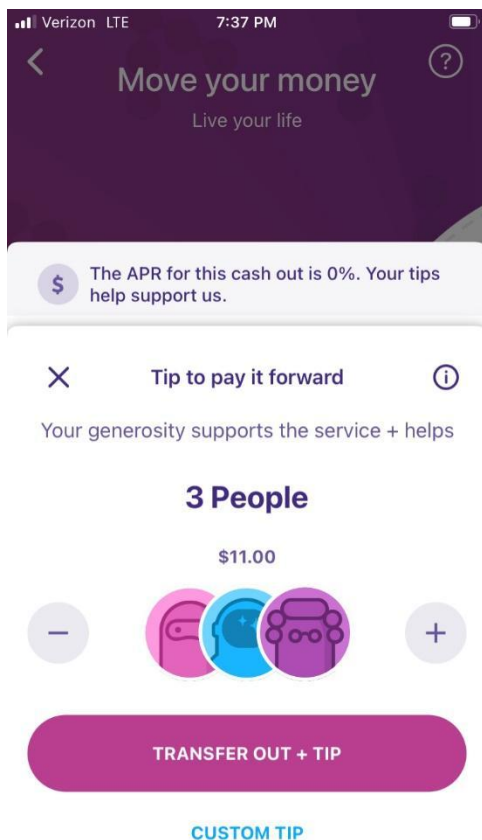 Verizon LTE 7:37 PM
Move your money
?
Live your life
$ The APR for this cash out is 0%. Your tips
help support us.
Tip to pay it forward
Your generosity supports the service + helps
3 People
$11.00
TRANSFER OUT + TIP
CUSTOM TIP